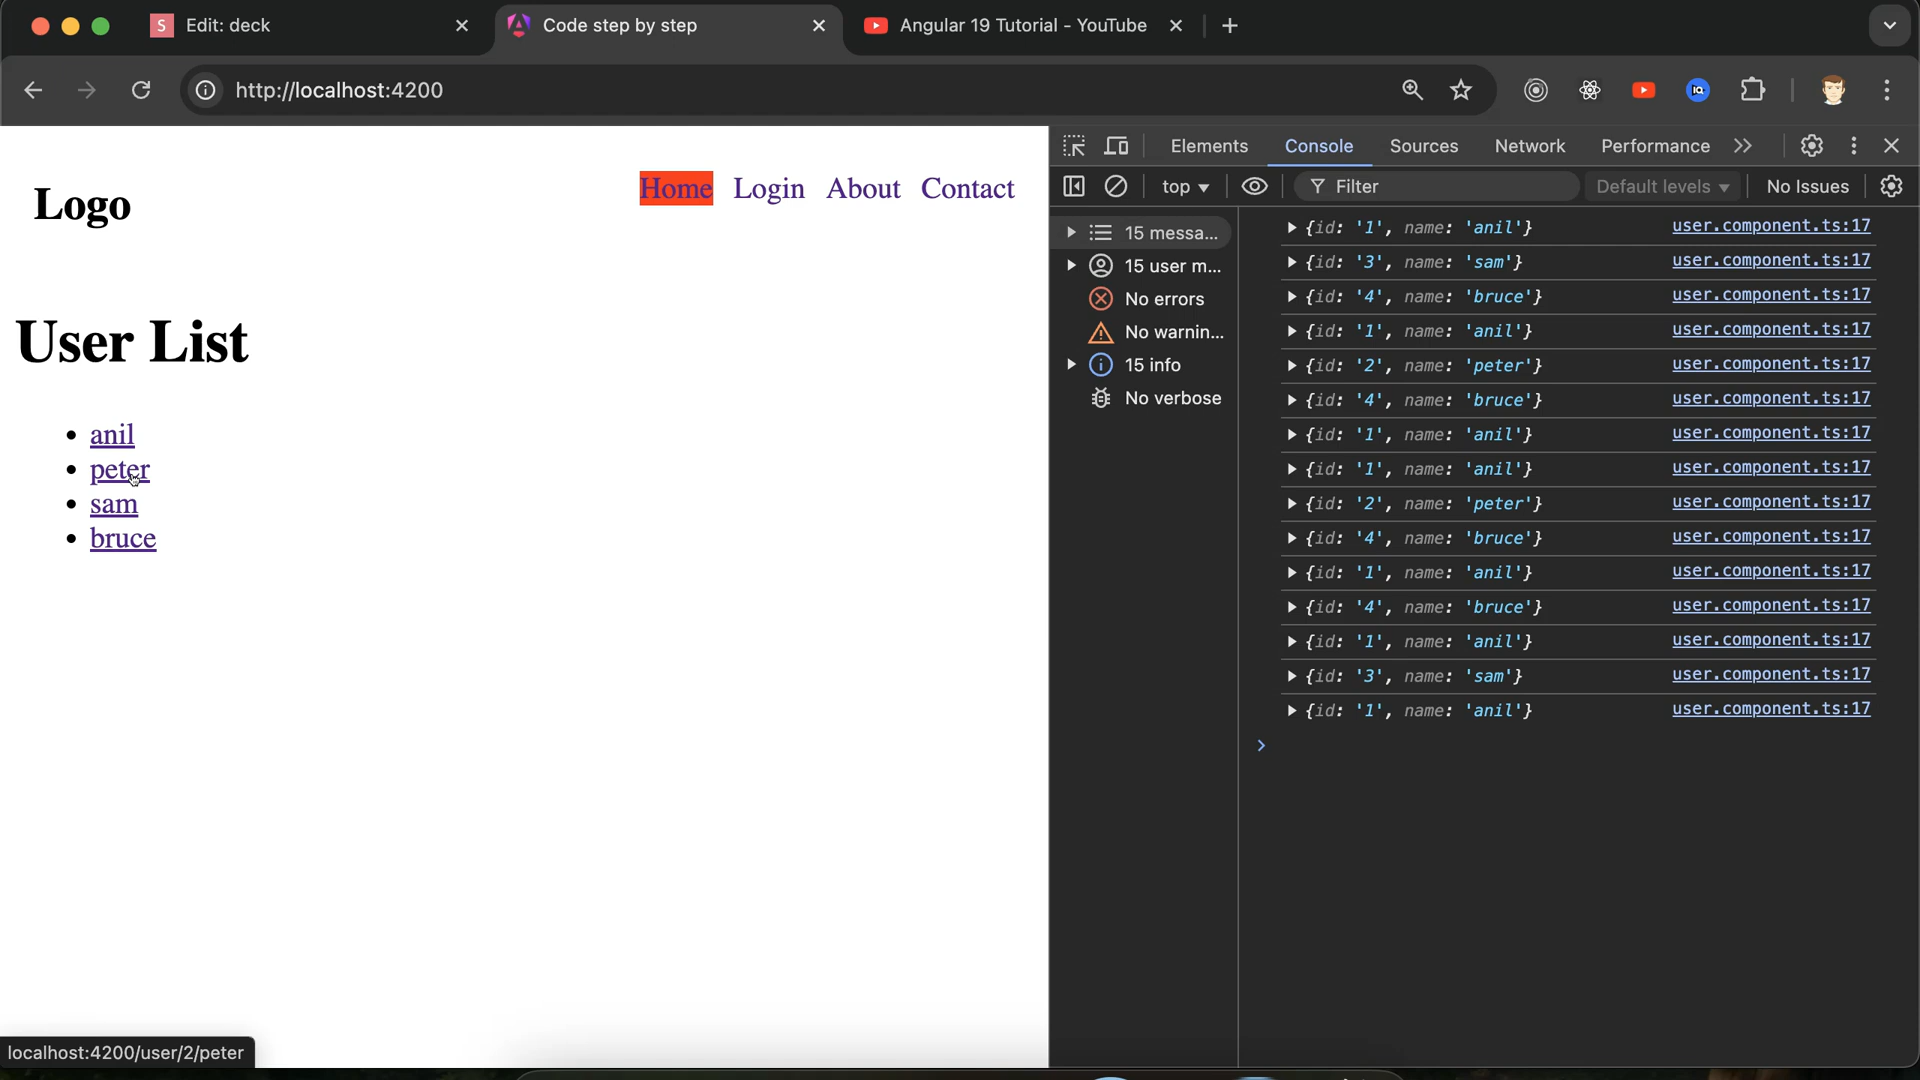 S Edit: deck
Code step by step
Angular 19 Tutorial - YouTube
http://localhost:4200
IQ
Logo
Home Login About Contact
User List
anil
peter
sam
bruce
localhost:4200/user/2/peter
Elements Console Sources Network Performance
top Filter Default levels No Issues
15 messa...
15 user m...
No errors
No warnin...
15 info
No verbose
{id: '1', name: 'anil'} user.component.ts:17
{id: '3', name: 'sam'} user.component.ts:17
{id: '4', name: 'bruce'} user.component.ts:17
{id: '1', name: 'anil'} user.component.ts:17
{id: '2', name: 'peter'} user.component.ts:17
{id: '4', name: 'bruce'} user.component.ts:17
{id: '1', name: 'anil'} user.component.ts:17
{id: '1', name: 'anil'} user.component.ts:17
{id: '2', name: 'peter'} user.component.ts:17
{id: '4', name: 'bruce'} user.component.ts:17
{id: '1', name: 'anil'} user.component.ts:17
{id: '4', name: 'bruce'} user.component.ts:17
{id: '1', name: 'anil'} user.component.ts:17
{id: '3', name: 'sam'} user.component.ts:17
{id: '1', name: 'anil'} user.component.ts:17